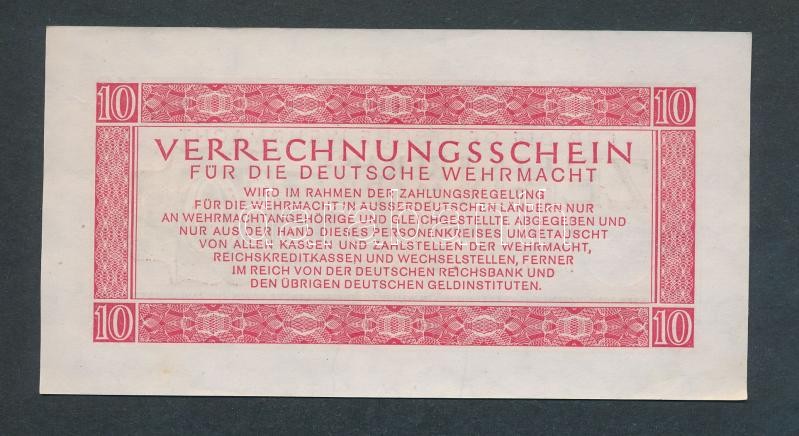 10 10
VERRECHNUNGSSCHEIN
FÜR DIE DEUTSCHE WEHRMACHT
WIRD IM RAHMEN DER ZAHLUNGSREGELUNG
FÜR DIE WEHRMACHT IN AUSSERDEUTSCHEN LÄNDERN NUR
AN WEHRMACHTANGEHÖRIGE UND GLEICHGESTELLTE ABGEGEBEN UND
NUR AUS DER HAND DIESES PERSONENKREISES UMGETAUSCHT
VON ALLEN KASSEN UND ZAHLSTELLEN DER WEHRMACHT,
REICHSKREDITKASSEN UND WECHSELSTELLEN, FERNER
IM REICH VON DER DEUTSCHEN REICHSBANK UND
DEN ÜBRIGEN DEUTSCHEN GELDINSTITUTEN.
10 10